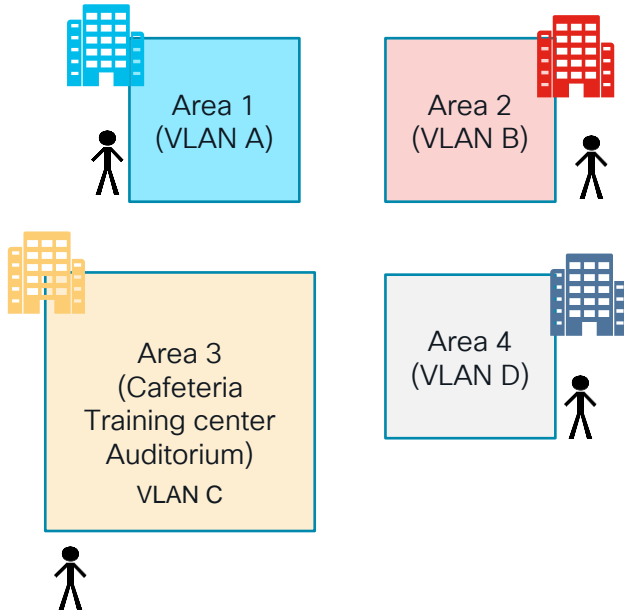 Area 1
(VLAN A)
Area 2
(VLAN B)
Area 3
(Cafeteria
Training center
Auditorium)
VLAN C
Area 4
(VLAN D)